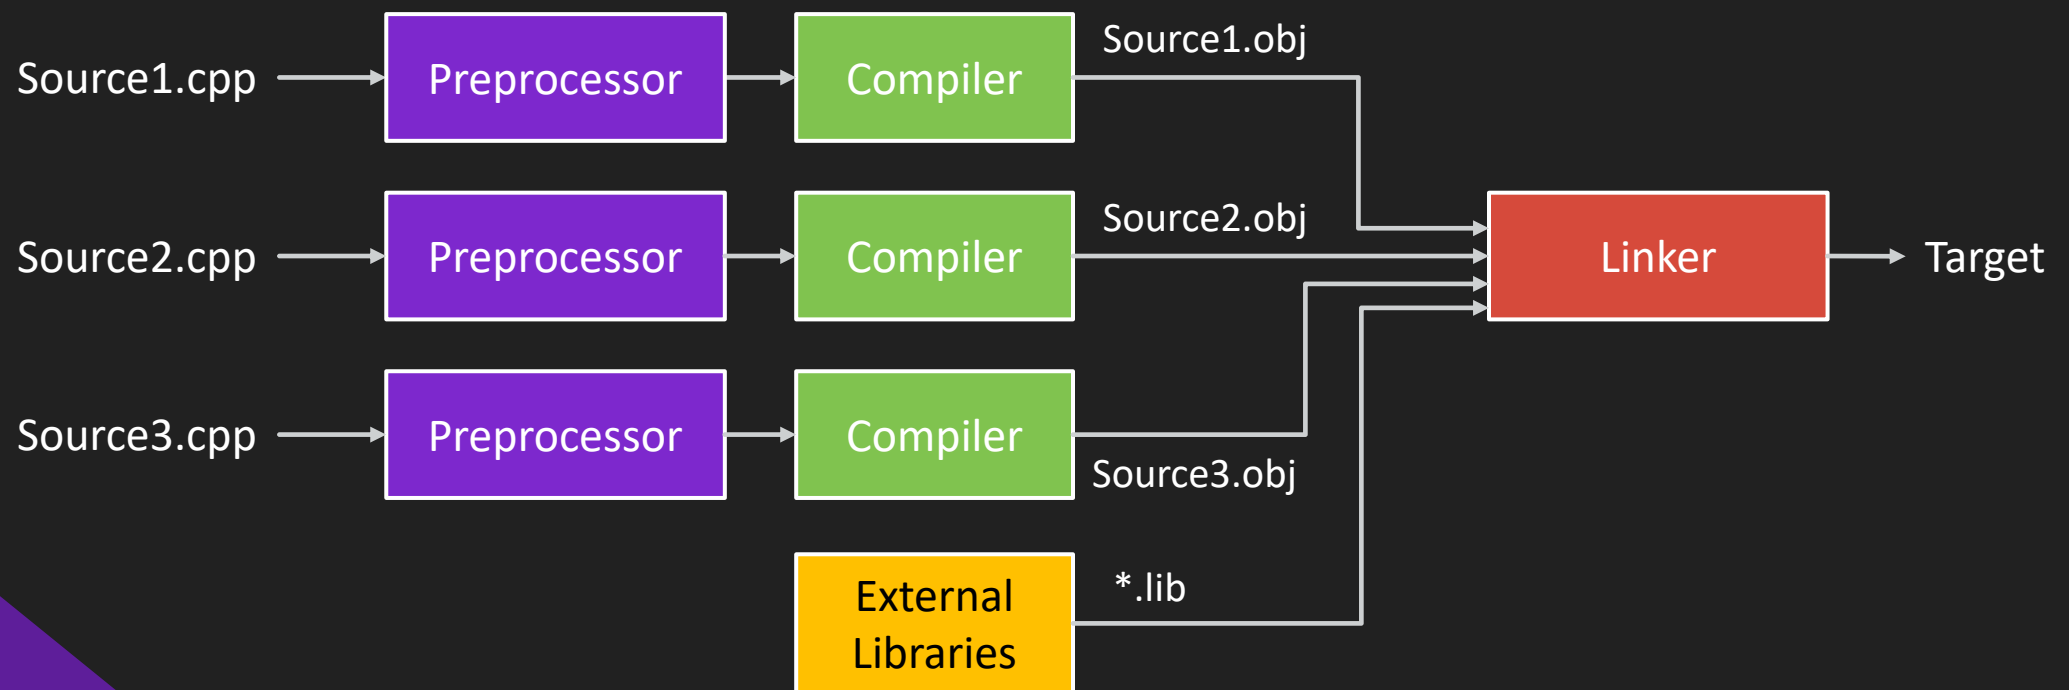 Source1.cpp
Preprocessor
Compiler
Source1.obj
Source2.cpp
Preprocessor
Compiler
Source2.obj
Linker
Target
Source3.cpp
Preprocessor
Compiler
Source3.obj
External
Libraries
*.lib